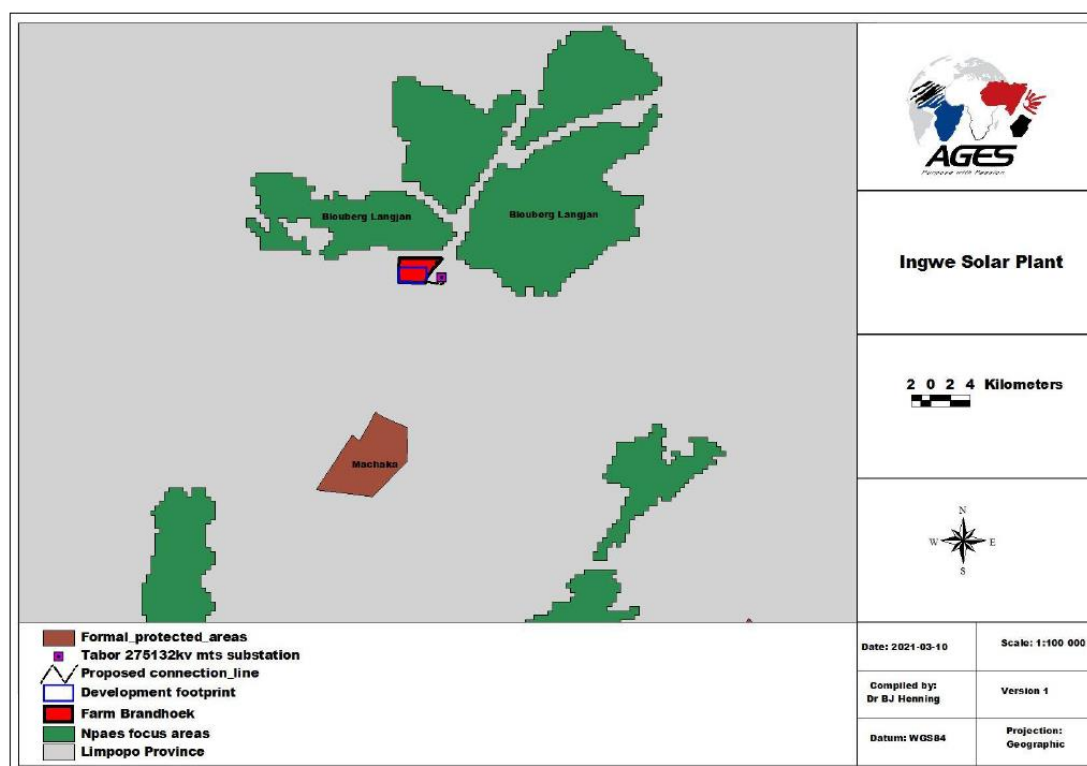 Blouberg Langjan
Blouberg Langjan
Machaka
AGES
Purpose with Passion
Ingwe Solar Plant
2 0 2 4 Kilometers
N
W E
S
Formal_protected_areas
Tabor 275132kv mts substation
Proposed connection_line
Development footprint
Farm Brandhoek
Npaes focus areas
Limpopo Province
Date: 2021-03-10
Scale: 1:100 000
Compiled by:
Dr BJ Henning
Version 1
Datum: WGS84
Projection:
Geographic